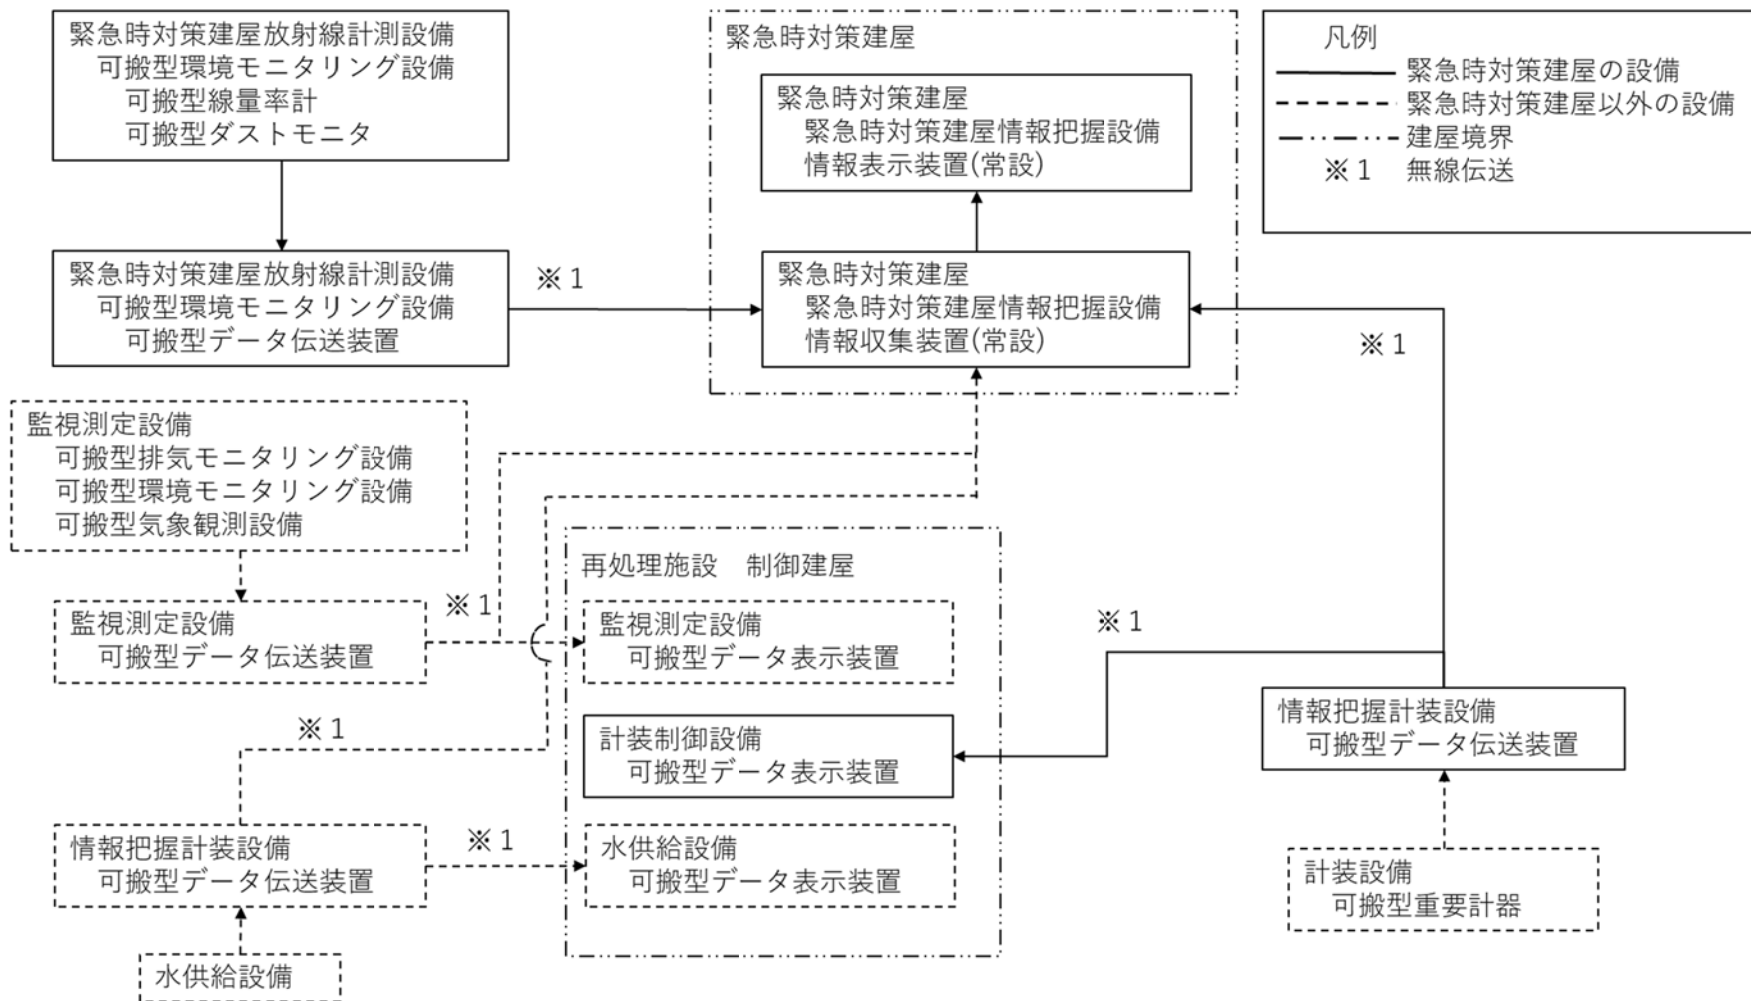 緊急時対策建屋放射線計測設備
可搬型環境モニタリング設備
可搬型線量率計
可搬型ダストモニタ
緊急時対策建屋
緊急時対策建屋
緊急時対策建屋情報把握設備
情報表示装置(常設)
凡例
緊急時対策建屋の設備
緊急時対策建屋以外の設備
建屋境界
※1 無線伝送
緊急時対策建屋放射線計測設備
可搬型環境モニタリング設備
可搬型データ伝送装置
※1
緊急時対策建屋
緊急時対策建屋情報把握設備
情報収集装置(常設)
※1
監視測定設備
可搬型排気モニタリング設備
可搬型環境モニタリング設備
可搬型気象観測設備
再処理施設 制御建屋
監視測定設備
可搬型データ伝送装置
※1
監視測定設備
可搬型データ表示装置
※1
※1
計装制御設備
可搬型データ表示装置
情報把握計装設備
可搬型データ伝送装置
情報把握計装設備
可搬型データ伝送装置
※1
水供給設備
可搬型データ表示装置
計装設備
可搬型重要計器
水供給設備